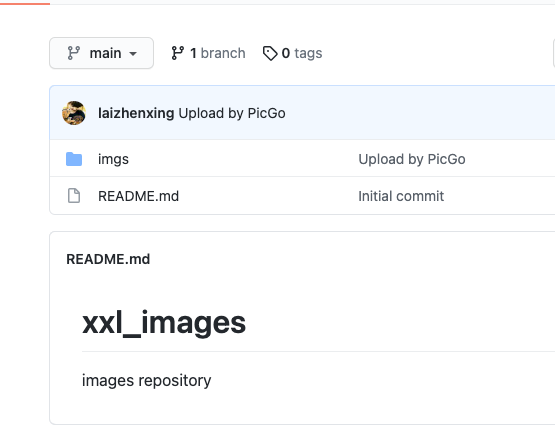 main 1 branch 0 tags
laizhenxing Upload by PicGo
imgs Upload by PicGo
README.md Initial commit
README.md
xxl_images
images repository